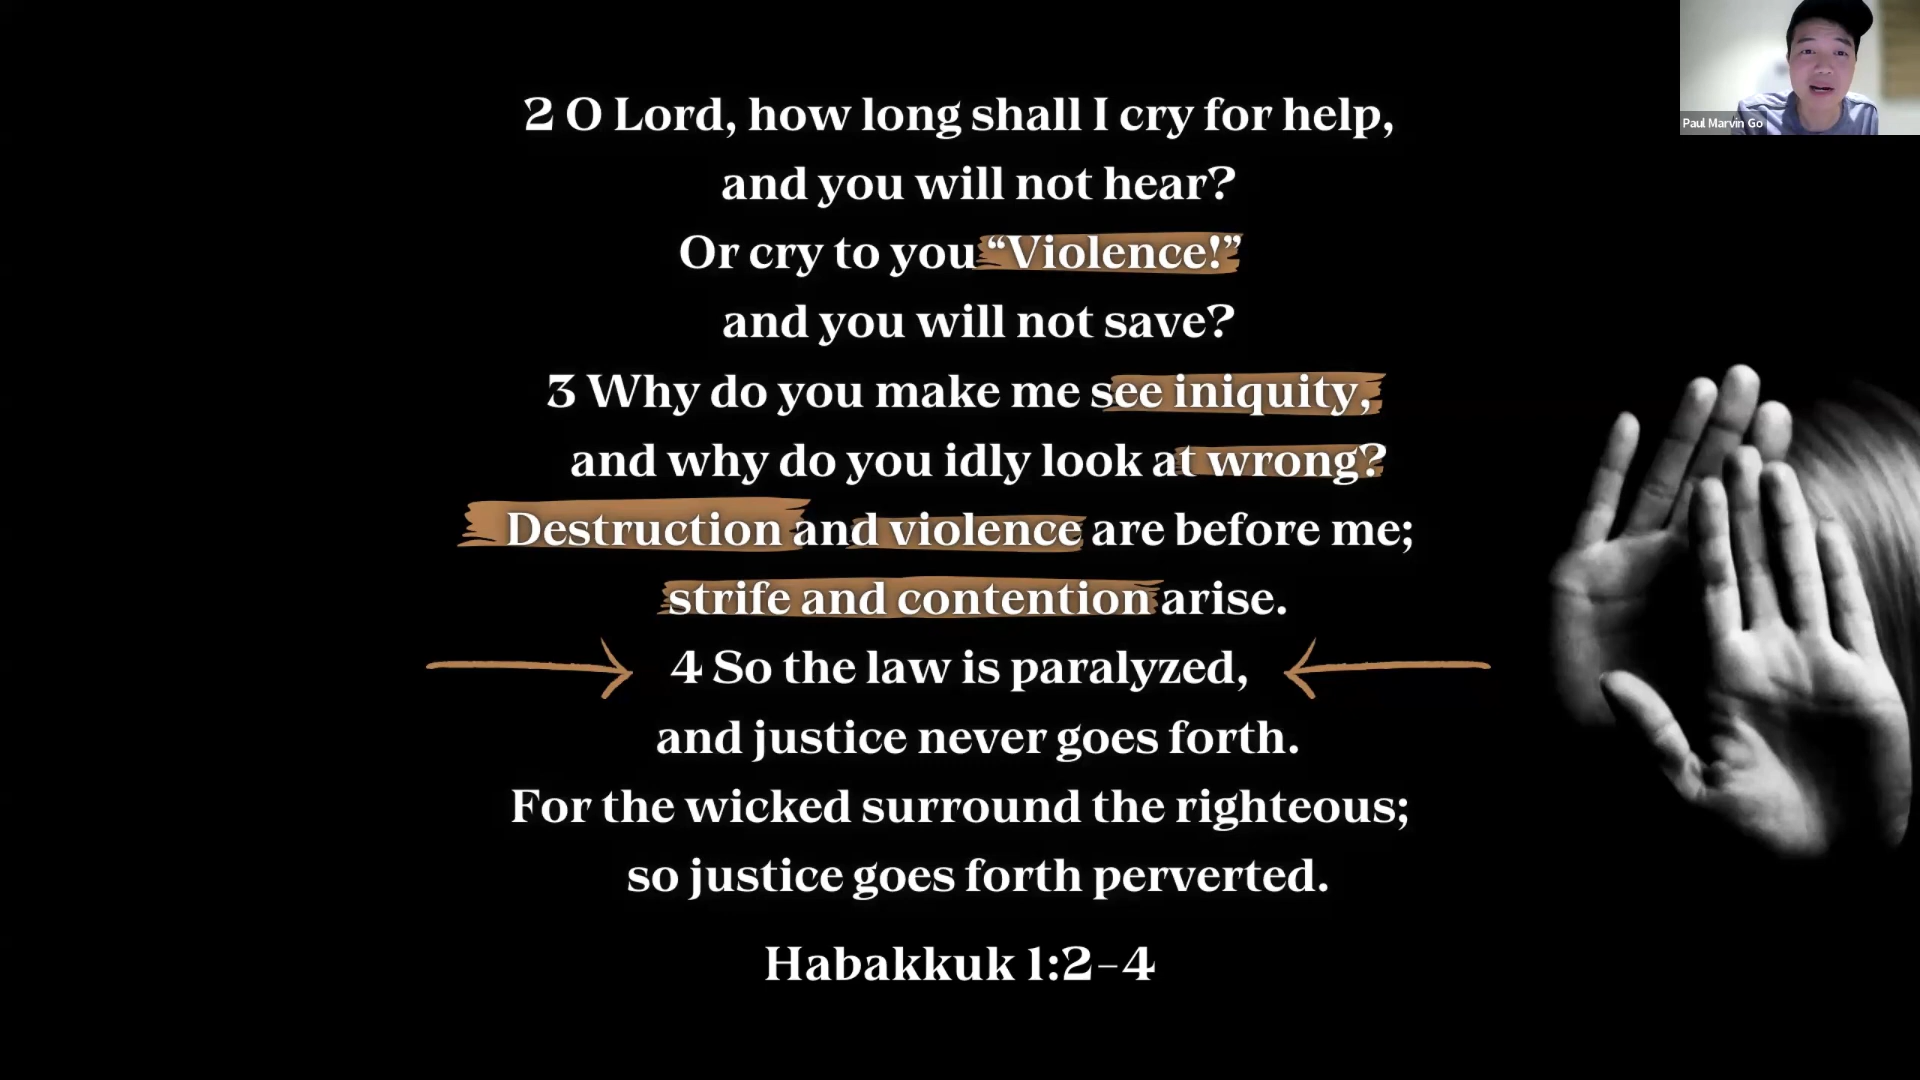 2 O Lord, how long shall I cry for help,
and you will not hear?
Or cry to you “Violence!”
and you will not save?
3 Why do you make me see iniquity,
and why do you idly look at wrong?
Destruction and violence are before me;
strife and contention arise.
4 So the law is paralyzed,
and justice never goes forth.
For the wicked surround the righteous;
so justice goes forth perverted.
Habakkuk 1:2–4
Paul Marvin Go